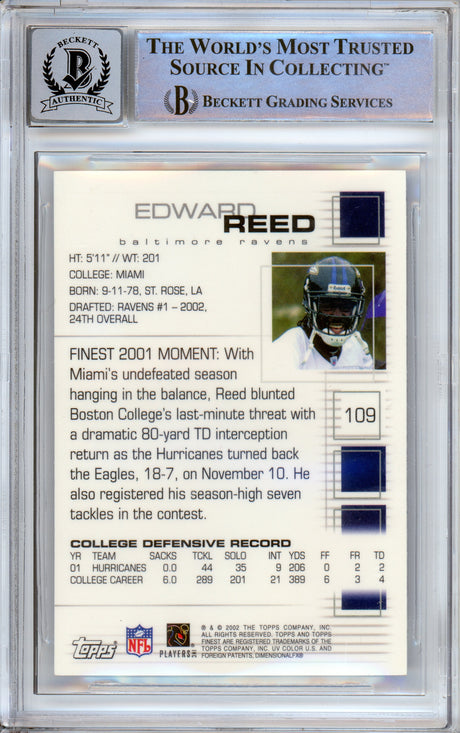 BECKETT
B
AUTHENTIC
THE WORLD'S MOST TRUSTED
SOURCE IN COLLECTING™
B BECKETT GRADING SERVICES
EDWARD
REED
baltimore ravens
HT: 5'11" // WT: 201
COLLEGE: MIAMI
BORN: 9-11-78, ST. ROSE, LA
DRAFTED: RAVENS #1 – 2002,
24TH OVERALL
FINEST 2001 MOMENT: With
Miami's undefeated season
hanging in the balance, Reed blunted
Boston College's last-minute threat with
a dramatic 80-yard TD interception
return as the Hurricanes turned back
the Eagles, 18-7, on November 10. He
also registered his season-high seven
tackles in the contest.
109
COLLEGE DEFENSIVE RECORD
YR TEAM SACKS TCKL SOLO INT YDS FF FR TD
01 HURRICANES 0.0 44 35 9 206 0 2 2
COLLEGE CAREER 6.0 289 201 21 389 6 3 4
Topps
NFL
PLAYERS INC
® & © 2002 THE TOPPS COMPANY, INC.
ALL RIGHTS RESERVED. TOPPS AND TOPPS
FINEST ARE REGISTERED TRADEMARKS OF THE
TOPPS COMPANY, INC. UV COLOR U.S. AND
FOREIGN PATENTS, DIMENSIONALFX®